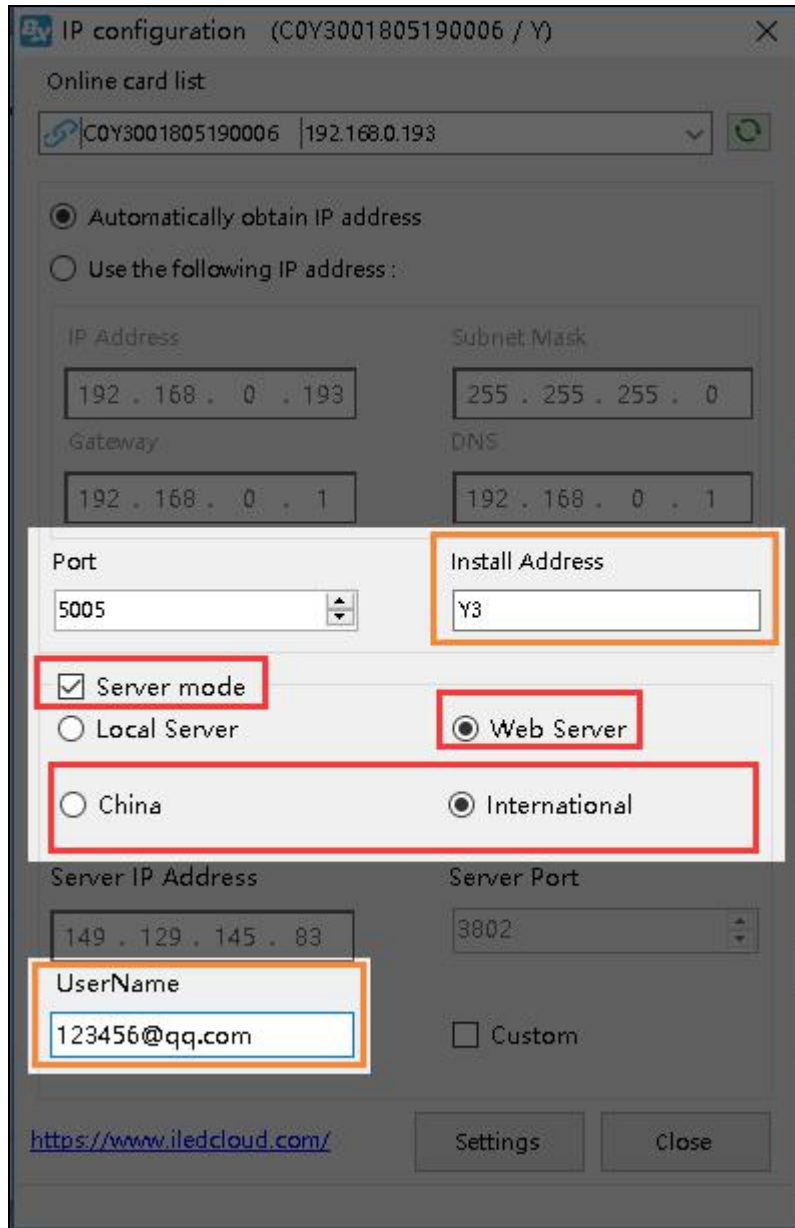 BX IP configuration (C0Y3001805190006 / Y)
Online card list
C0Y3001805190006 192.168.0.193
Automatically obtain IP address
Use the following IP address :
IP Address Subnet Mask
192 . 168 . 0 . 193 255 . 255 . 255 . 0
Gateway DNS
192 . 168 . 0 . 1 192 . 168 . 0 . 1
Port Install Address
5005 Y3
Server mode
Local Server Web Server
China International
Server IP Address Server Port
149 . 129 . 145 . 83 3802
UserName
123456@qq.com Custom
https://www.iledcloud.com/ Settings Close